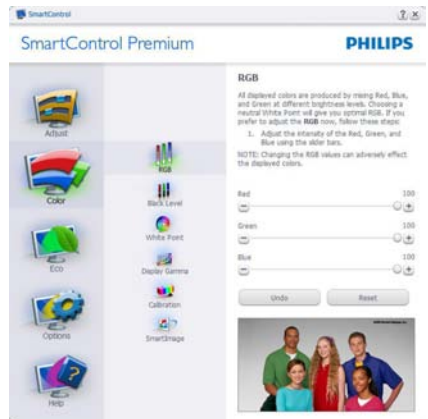 SmartControl
SmartControl Premium
PHILIPS
Adjust
Color
Eco
Options
Help
RGB
Black Level
White Point
Display Gamma
Calibration
SmartImage
RGB
All displayed colors are produced by mixing Red, Blue,
and Green at different brightness levels. Choosing a
neutral White Point will give you optimal RGB. If you
prefer to adjust the RGB now, follow these steps:
1. Adjust the intensity of the Red, Green, and
Blue using the slider bars.
NOTE: Changing the RGB values can adversely effect
the displayed colors.
Red 100
Green 100
Blue 100
Undo Reset